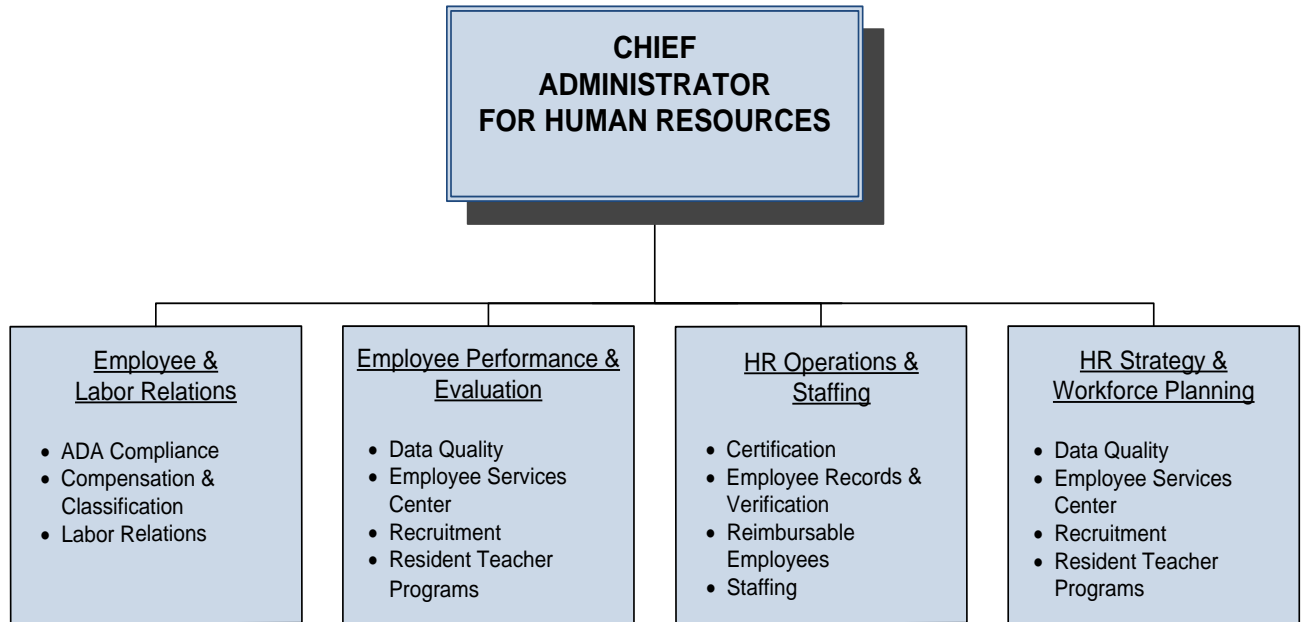 CHIEF
ADMINISTRATOR
FOR HUMAN RESOURCES
Employee &
Labor Relations
• ADA Compliance
• Compensation &
Classification
• Labor Relations
Employee Performance &
Evaluation
• Data Quality
• Employee Services
Center
• Recruitment
• Resident Teacher
Programs
HR Operations &
Staffing
• Certification
• Employee Records &
Verification
• Reimbursable
Employees
• Staffing
HR Strategy &
Workforce Planning
• Data Quality
• Employee Services
Center
• Recruitment
• Resident Teacher
Programs